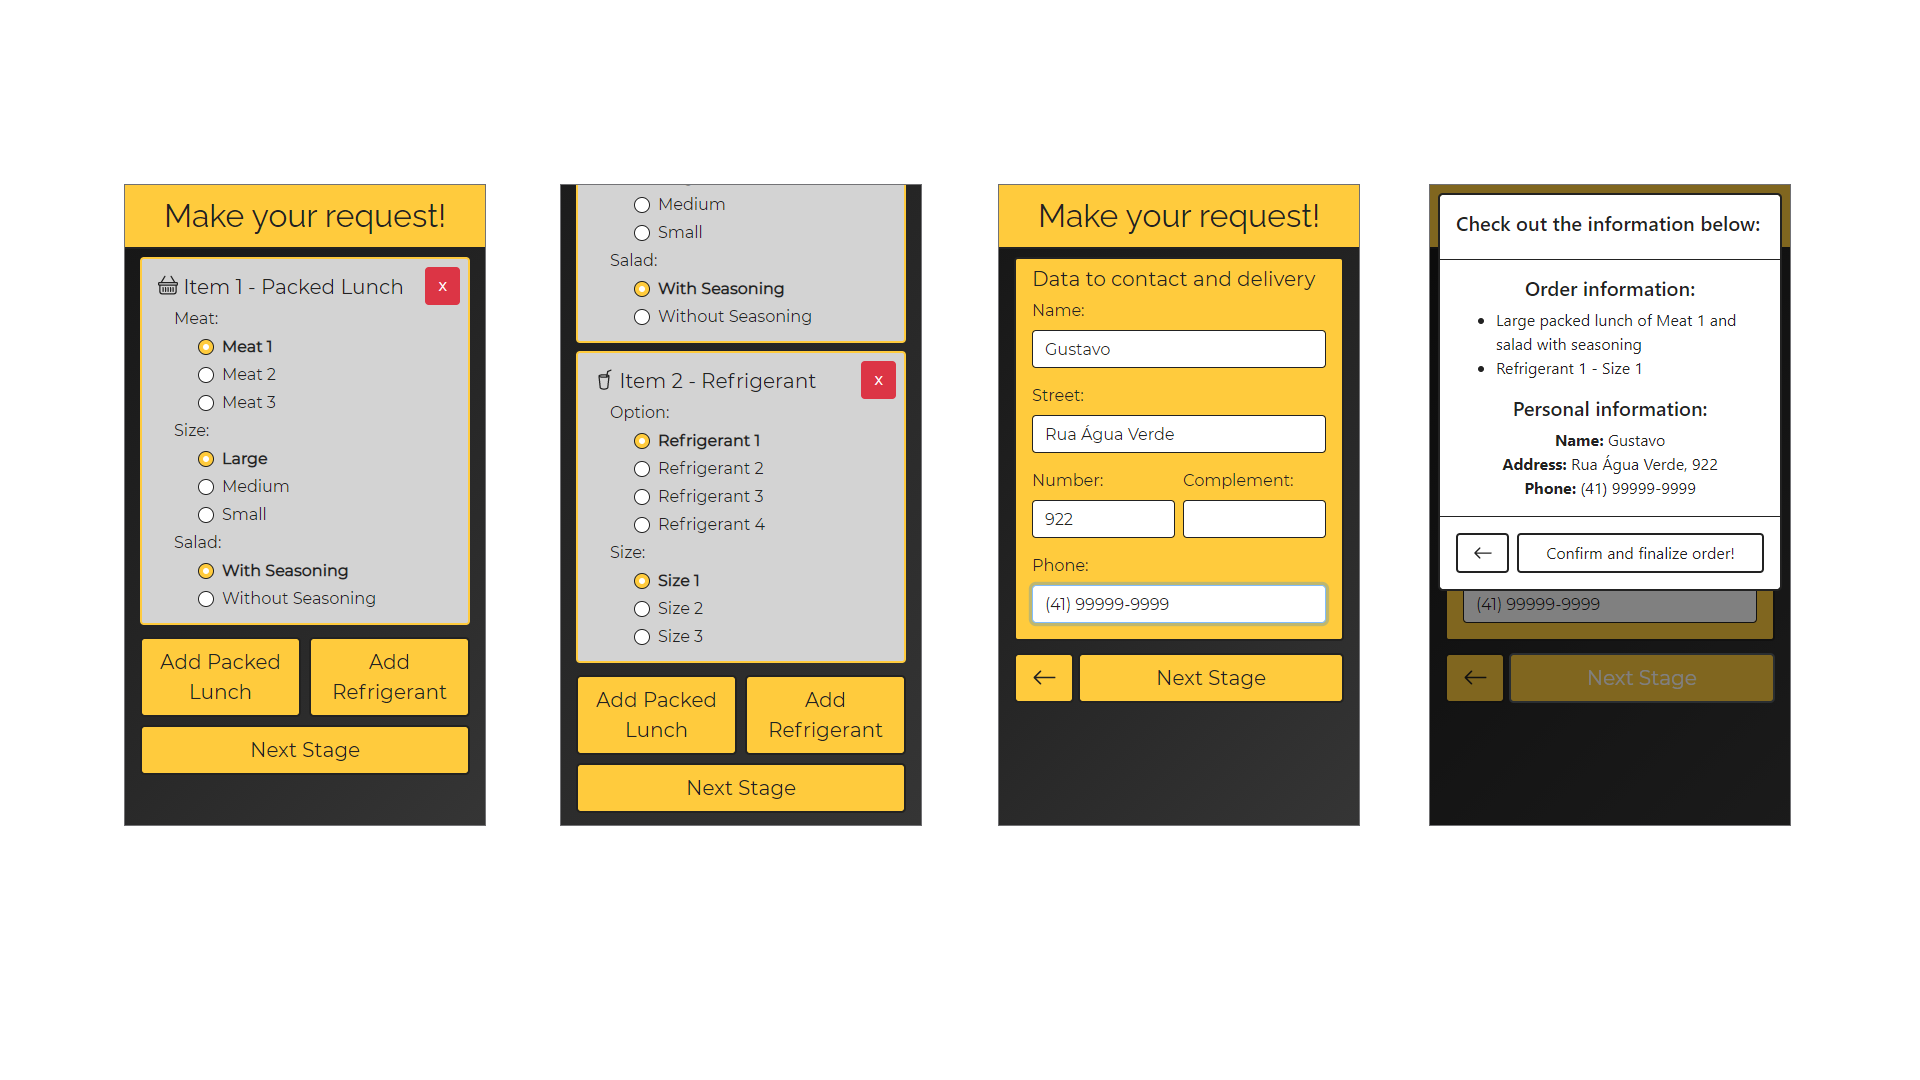 Make your request!
Item 1 - Packed Lunch
x
Meat:
Meat 1
Meat 2
Meat 3
Size:
Large
Medium
Small
Salad:
With Seasoning
Without Seasoning
Add Packed
Lunch
Add
Refrigerant
Next Stage
Medium
Small
Salad:
With Seasoning
Without Seasoning
Item 2 - Refrigerant
x
Option:
Refrigerant 1
Refrigerant 2
Refrigerant 3
Refrigerant 4
Size:
Size 1
Size 2
Size 3
Add Packed
Lunch
Add
Refrigerant
Next Stage
Make your request!
Data to contact and delivery
Name:
Gustavo
Street:
Rua Água Verde
Number:
Complement:
922
Phone:
(41) 99999-9999
Next Stage
Check out the information below:
Order information:
Large packed lunch of Meat 1 and
salad with seasoning
Refrigerant 1 - Size 1
Personal information:
Name: Gustavo
Address: Rua Água Verde, 922
Phone: (41) 99999-9999
Confirm and finalize order!
(41) 99999-9999
Next Stage